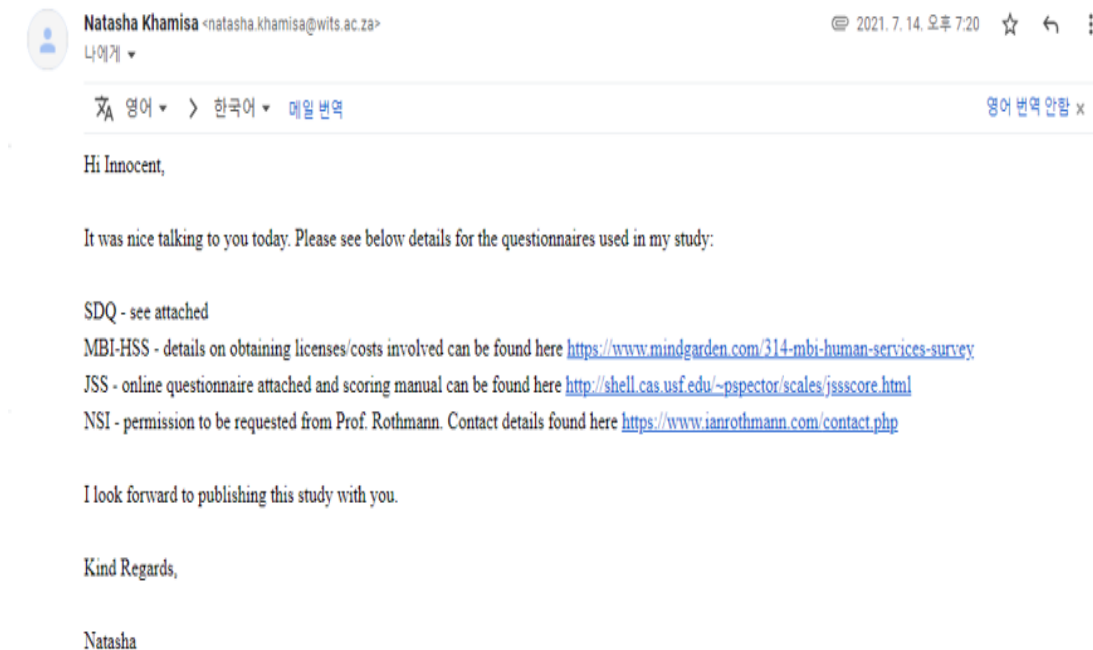 Natasha Khamisa <natasha.khamisa@wits.ac.za>
2021. 7. 14. 오후 7:20
나에게
영어 > 한국어 메일 번역
영어 번역 안함 ×
Hi Innocent,
It was nice talking to you today. Please see below details for the questionnaires used in my study:
SDQ - see attached
MBI-HSS - details on obtaining licenses/costs involved can be found here https://www.mindgarden.com/314-mbi-human-services-survey
JSS - online questionnaire attached and scoring manual can be found here http://shell.cas.usf.edu/~pspector/scales/jssscore.html
NSI - permission to be requested from Prof. Rothmann. Contact details found here https://www.ianrothmann.com/contact.php
I look forward to publishing this study with you.
Kind Regards,
Natasha